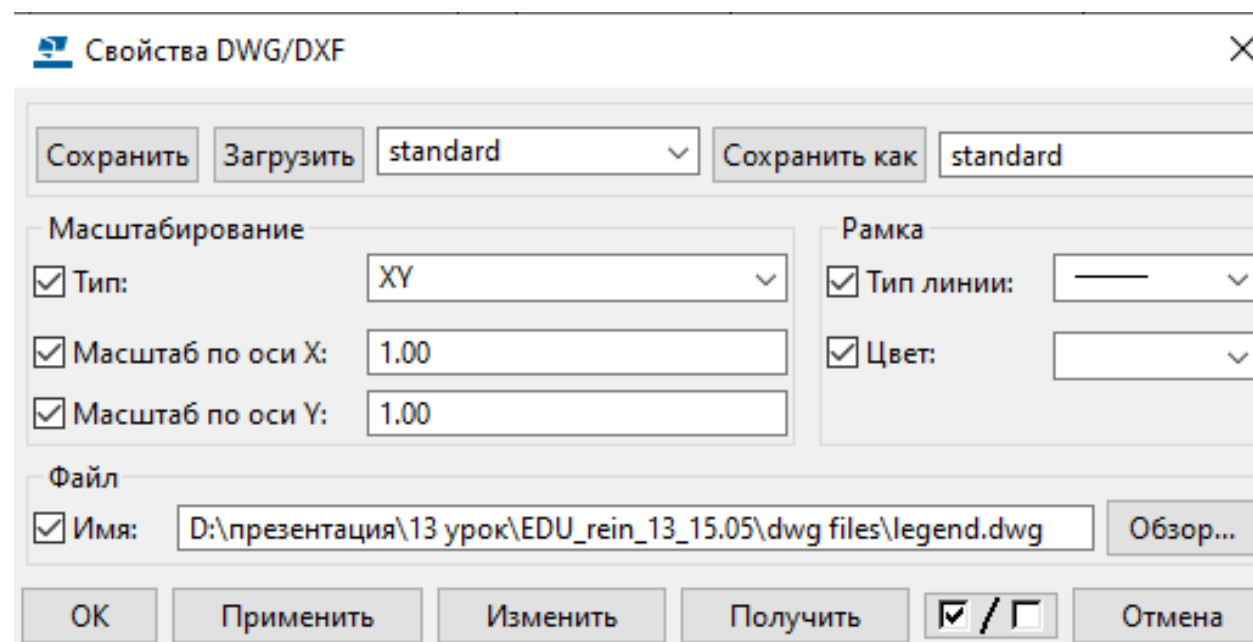 Свойства DWG/DXF
Сохранить Загрузить standard Сохранить как standard
Масштабирование Рамка
Тип: XY Тип линии:
Масштаб по оси X: 1.00 Цвет:
Масштаб по оси Y: 1.00
Файл
Имя: D:\презентация\13 урок\EDU_rein_13_15.05\dwg files\legend.dwg Обзор...
ОК Применить Изменить Получить / Отмена